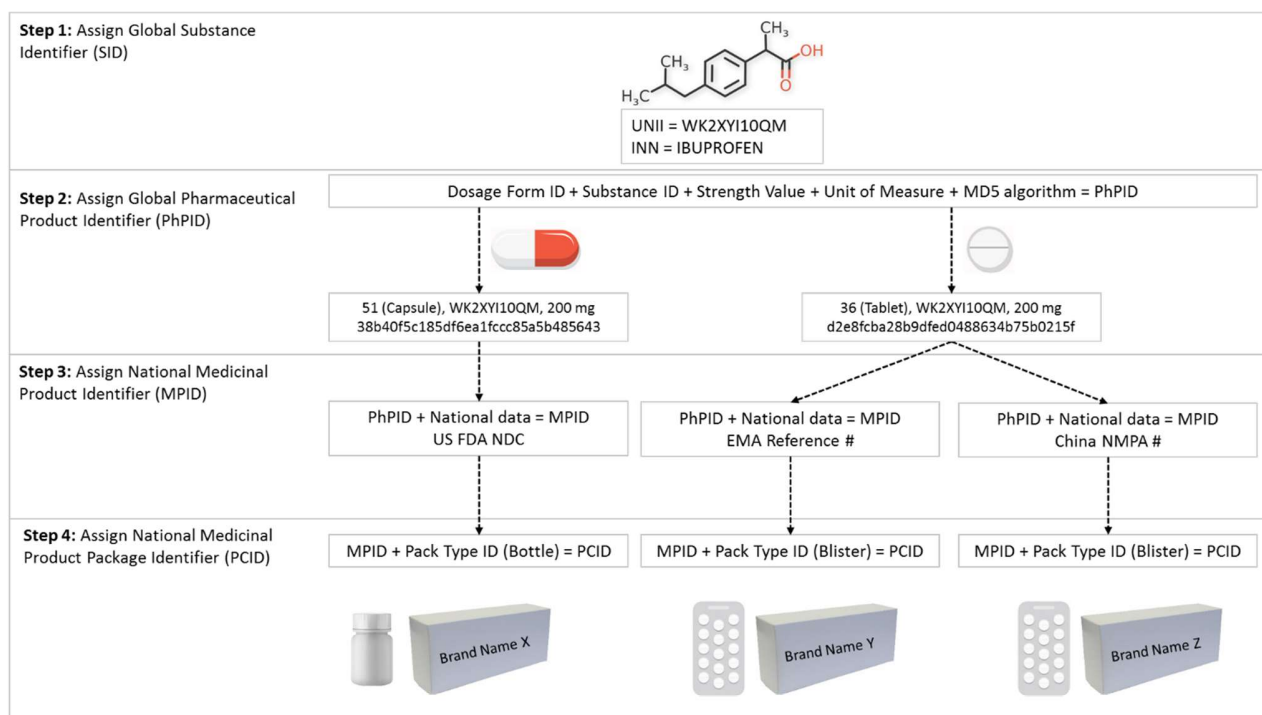 Step 1: Assign Global Substance
Identifier (SID)
CH₃
OH
CH₃
O
H₃C
UNII = WK2XYI10QM
INN = IBUPROFEN
Step 2: Assign Global Pharmaceutical
Product Identifier (PhPID)
Dosage Form ID + Substance ID + Strength Value + Unit of Measure + MD5 algorithm = PhPID
51 (Capsule), WK2XYI10QM, 200 mg
38b40f5c185df6ea1fccc85a5b485643
36 (Tablet), WK2XYI10QM, 200 mg
d2e8fcba28b9dfed0488634b75b0215f
Step 3: Assign National Medicinal
Product Identifier (MPID)
PhPID + National data = MPID
US FDA NDC
PhPID + National data = MPID
EMA Reference #
PhPID + National data = MPID
China NMPA #
Step 4: Assign National Medicinal
Product Package Identifier (PCID)
MPID + Pack Type ID (Bottle) = PCID
MPID + Pack Type ID (Blister) = PCID
MPID + Pack Type ID (Blister) = PCID
Brand Name X
Brand Name Y
Brand Name Z